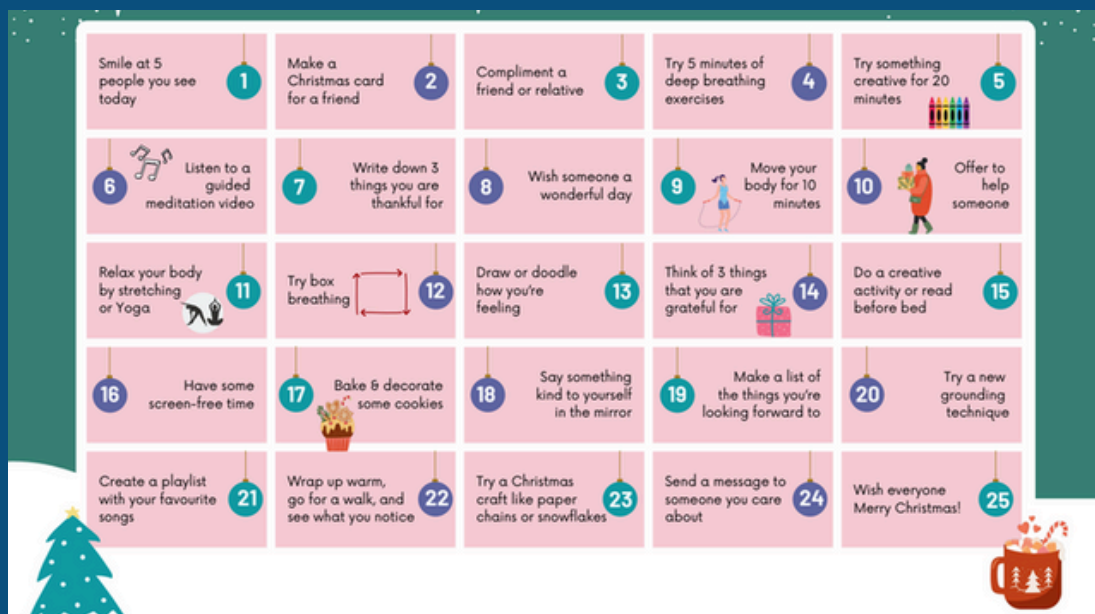 Smile at 5
people you see
today
1
Make a
Christmas card
for a friend
2
Compliment a
friend or relative
3
Try 5 minutes of
deep breathing
exercises
4
Try something
creative for 20
minutes
5
6
Listen to a
guided
meditation video
7
Write down 3
things you are
thankful for
8
Wish someone a
wonderful day
9
Move your
body for 10
minutes
10
Offer to
help
someone
Relax your body
by stretching
or Yoga
11
Try box
breathing
12
Draw or doodle
how you're
feeling
13
Think of 3 things
that you are
grateful for
14
Do a creative
activity or read
before bed
15
16
Have some
screen-free time
17
Bake & decorate
some cookies
18
Say something
kind to yourself
in the mirror
19
Make a list of
the things you're
looking forward to
20
Try a new
grounding
technique
Create a playlist
with your favourite
songs
21
Wrap up warm,
go for a walk, and
see what you notice
22
Try a Christmas
craft like paper
chains or snowflakes
23
Send a message to
someone you care
about
24
Wish everyone
Merry Christmas!
25